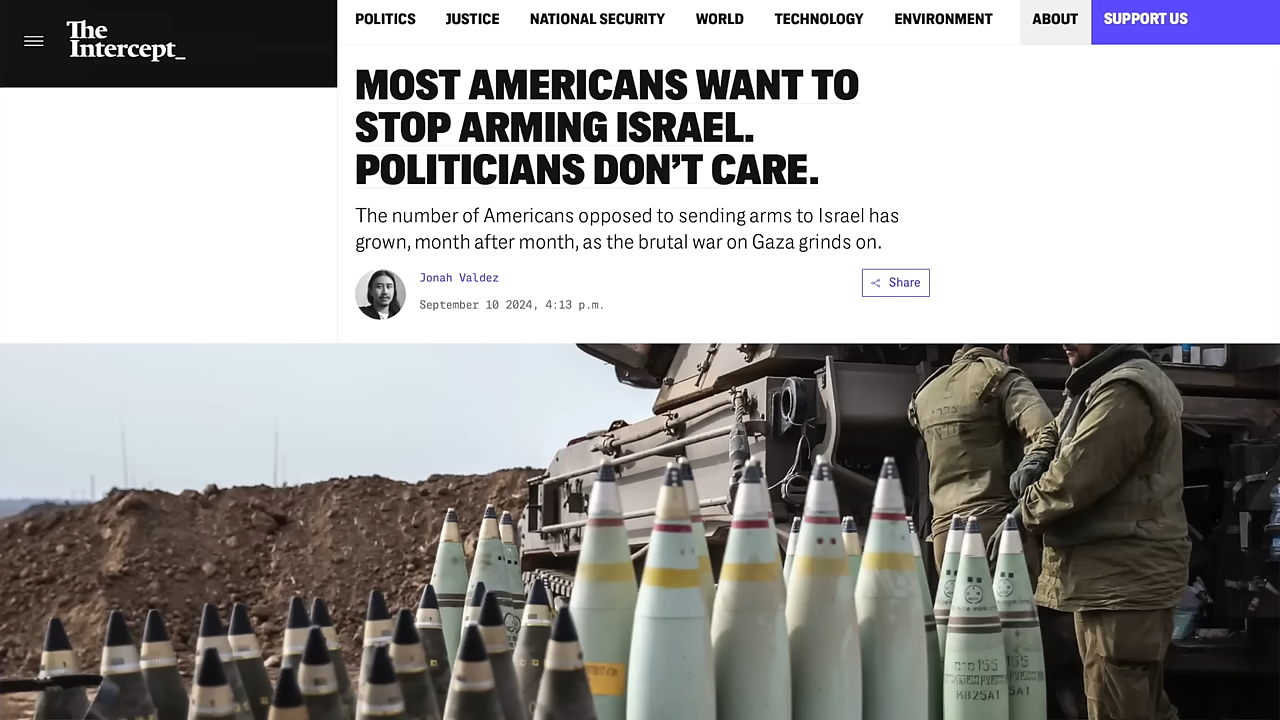 The
Intercept_
POLITICS JUSTICE NATIONAL SECURITY WORLD TECHNOLOGY ENVIRONMENT ABOUT SUPPORT US
MOST AMERICANS WANT TO
STOP ARMING ISRAEL.
POLITICIANS DON’T CARE.
The number of Americans opposed to sending arms to Israel has
grown, month after month, as the brutal war on Gaza grinds on.
Jonah Valdez
September 10 2024, 4:13 p.m.
Share
155 מ״מ
KB25A1
155
5A1